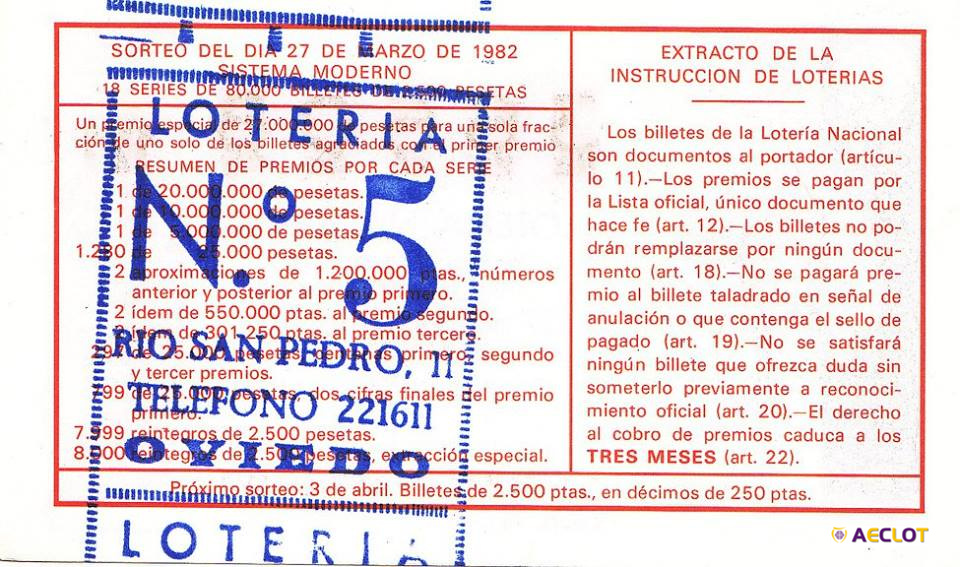 SORTEO DEL DIA 27 DE MARZO DE 1982
SISTEMA MODERNO
18 SERIES DE 80.000 BILLETES DE 2.500 PESETAS
Un premio especial de 27.000.000 de pesetas para una sola frac-
ción de uno solo de los billetes agraciados con el primer premio
RESUMEN DE PREMIOS POR CADA SERIE
1 de 20.000.000 de pesetas.
1 de 10.000.000 de pesetas.
1 de 5.000.000 de pesetas.
1.280 de 25.000 de pesetas.
2 aproximaciones de 1.200.000 ptas., números
anterior y posterior al premio primero.
2 ídem de 550.000 ptas. al premio segundo.
2 ídem de 301.250 ptas. al premio tercero.
297 de 25.000 pesetas, centenas primero, segundo
y tercer premios.
799 de 25.000 pesetas, dos cifras finales del premio
primero.
7.999 reintegros de 2.500 pesetas.
8.000 reintegros de 2.500 pesetas, extracción especial.
EXTRACTO DE LA
INSTRUCCION DE LOTERIAS
Los billetes de la Lotería Nacional
son documentos al portador (artícu-
lo 11).—Los premios se pagan por
la Lista oficial, único documento que
hace fe (art. 12).—Los billetes no po-
drán remplazarse por ningún docu-
mento (art. 18).—No se pagará pre-
mio al billete taladrado en señal de
anulación o que contenga el sello de
pagado (art. 19).—No se satisfará
ningún billete que ofrezca duda sin
someterlo previamente a reconoci-
miento oficial (art. 20).—El derecho
al cobro de premios caduca a los
TRES MESES (art. 22).
Próximo sorteo: 3 de abril. Billetes de 2.500 ptas., en décimos de 250 ptas.
LOTERIA
N.º 5
RIO SAN PEDRO, 11
TELEFONO 221611
OVIEDO
LOTERIA
AECLOT